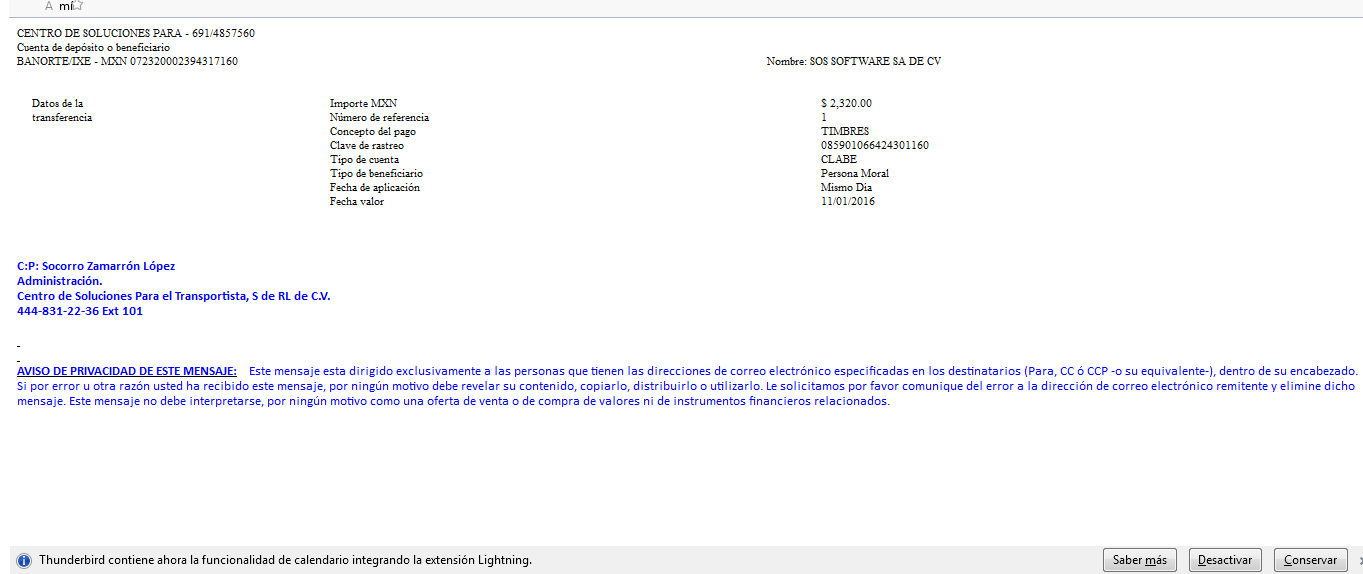 A mí
CENTRO DE SOLUCIONES PARA - 691/4857560
Cuenta de depósito o beneficiario
BANORTE/IXE - MXN 072320002394317160 Nombre: SOS SOFTWARE SA DE CV
Datos de la Importe MXN $ 2,320.00
transferencia Número de referencia 1
Concepto del pago TIMBRES
Clave de rastreo 085901066424301160
Tipo de cuenta CLABE
Tipo de beneficiario Persona Moral
Fecha de aplicación Mismo Dia
Fecha valor 11/01/2016
C:P: Socorro Zamarrón López
Administración.
Centro de Soluciones Para el Transportista, S de RL de C.V.
444-831-22-36 Ext 101
-
-
AVISO DE PRIVACIDAD DE ESTE MENSAJE: Este mensaje esta dirigido exclusivamente a las personas que tienen las direcciones de correo electrónico especificadas en los destinatarios (Para, CC ó CCP -o su equivalente-), dentro de su encabezado.
Si por error u otra razón usted ha recibido este mensaje, por ningún motivo debe revelar su contenido, copiarlo, distribuirlo o utilizarlo. Le solicitamos por favor comunique del error a la dirección de correo electrónico remitente y elimine dicho
mensaje. Este mensaje no debe interpretarse, por ningún motivo como una oferta de venta o de compra de valores ni de instrumentos financieros relacionados.
Thunderbird contiene ahora la funcionalidad de calendario integrando la extensión Lightning. Saber más Desactivar Conservar